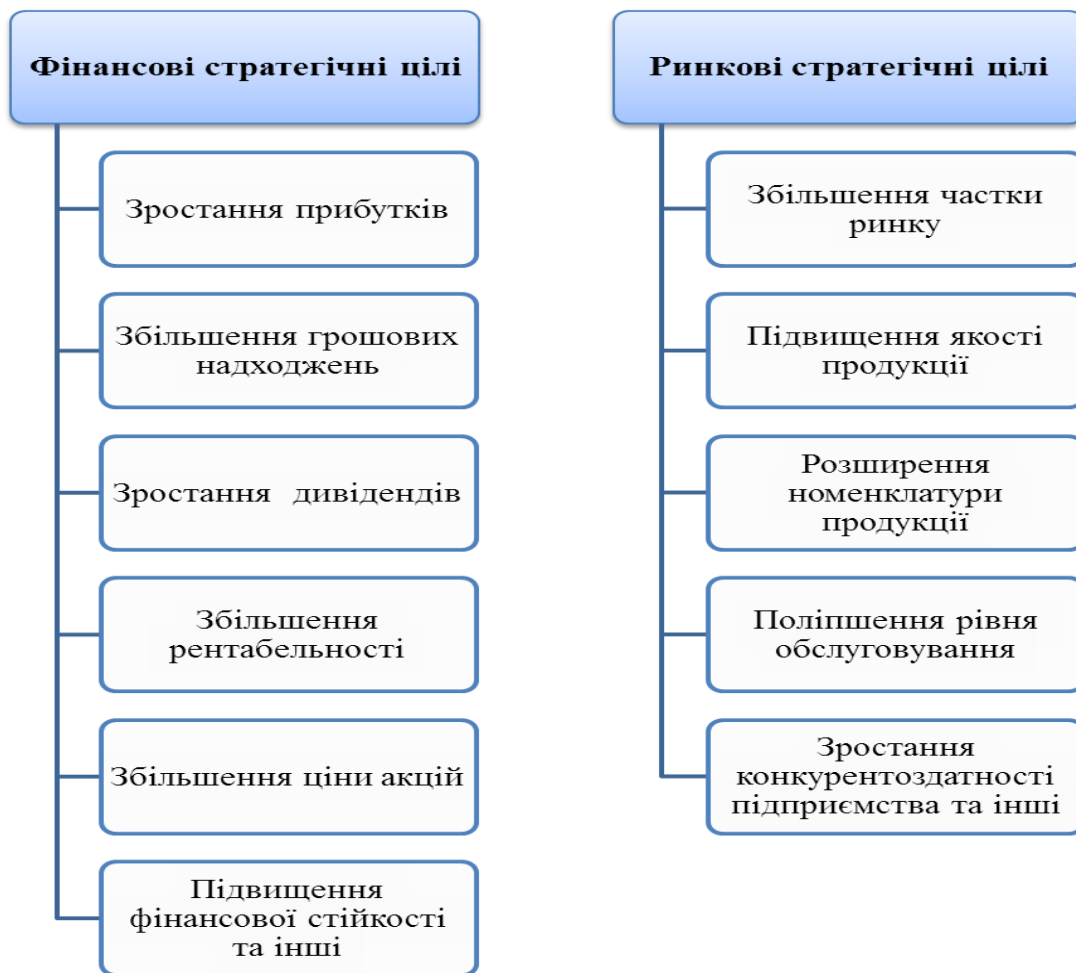 Фінансові стратегічні цілі
Зростання прибутків
Збільшення грошових
надходжень
Зростання дивідендів
Збільшення
рентабельності
Збільшення ціни акцій
Підвищення
фінансової стійкості
та інші
Ринкові стратегічні цілі
Збільшення частки
ринку
Підвищення якості
продукції
Розширення
номенклатури
продукції
Поліпшення рівня
обслуговування
Зростання
конкурентоздатності
підприємства та інші